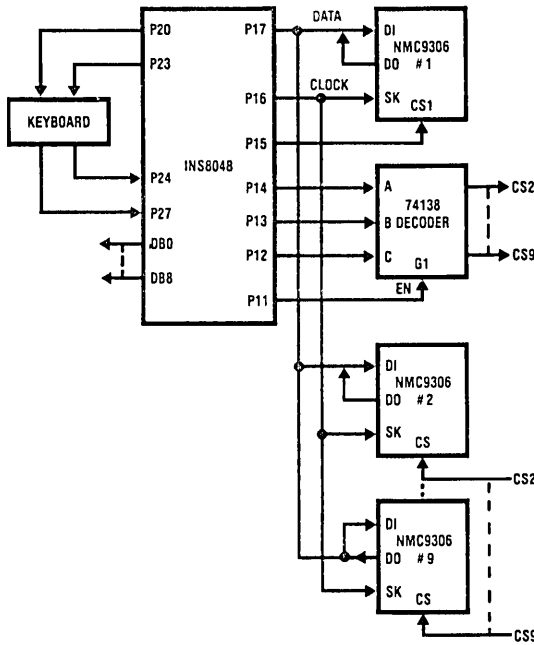 P20
P23
KEYBOARD
P24
P27
DB0
DB8
INS8048
P17
P16
P15
P14
P13
P12
P11
DATA
CLOCK
DI
DO
SK
NMC9306
#1
CS1
A
B
C
74138
DECODER
G1
EN
CS2
CS9
DI
DO
SK
NMC9306
#2
CS
CS2
DI
DO
SK
NMC9306
#9
CS
CS9